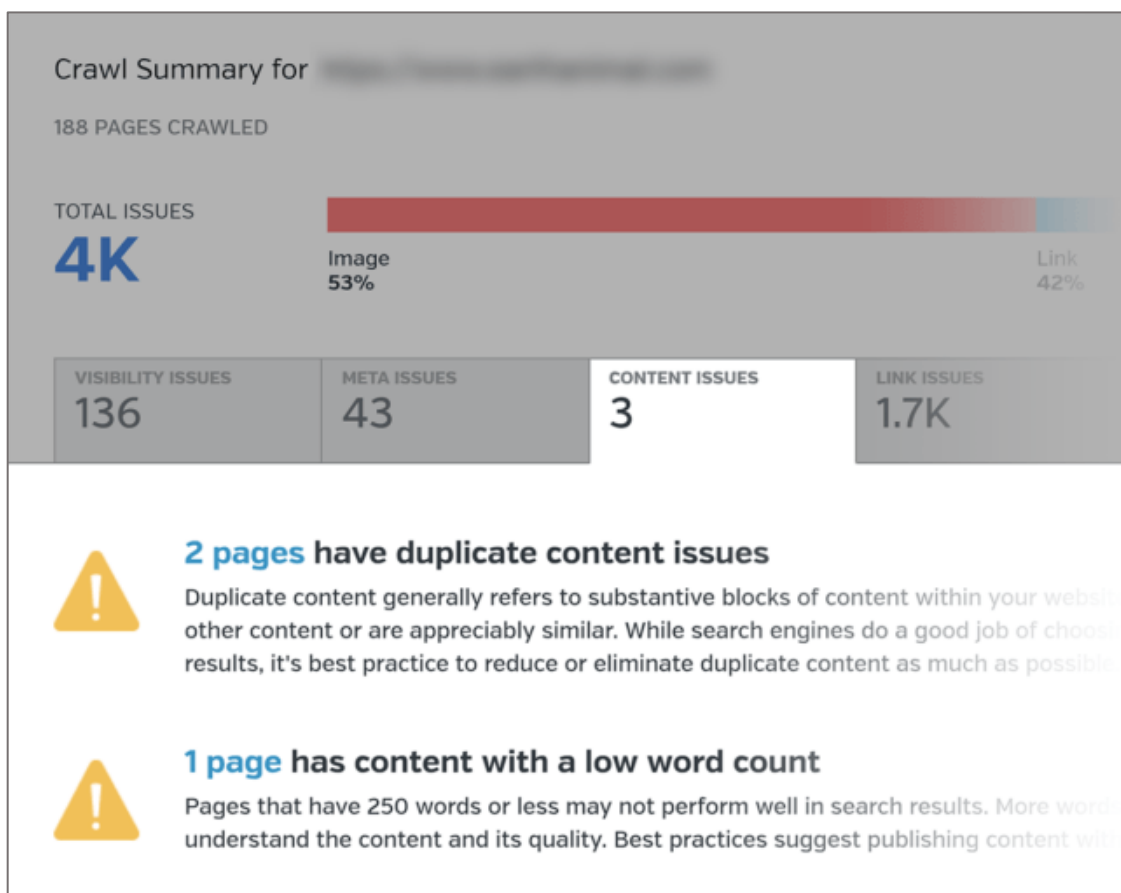 Crawl Summary for
188 PAGES CRAWLED
TOTAL ISSUES
4K
Image
53%
Link
42%
VISIBILITY ISSUES
136
META ISSUES
43
CONTENT ISSUES
3
LINK ISSUES
1.7K
2 pages have duplicate content issues
Duplicate content generally refers to substantive blocks of content within your
other content or are appreciably similar. While search engines do a good job of
results, it's best practice to reduce or eliminate duplicate content as much as possible
1 page has content with a low word count
Pages that have 250 words or less may not perform well in search results. More
understand the content and its quality. Best practices suggest publishing content